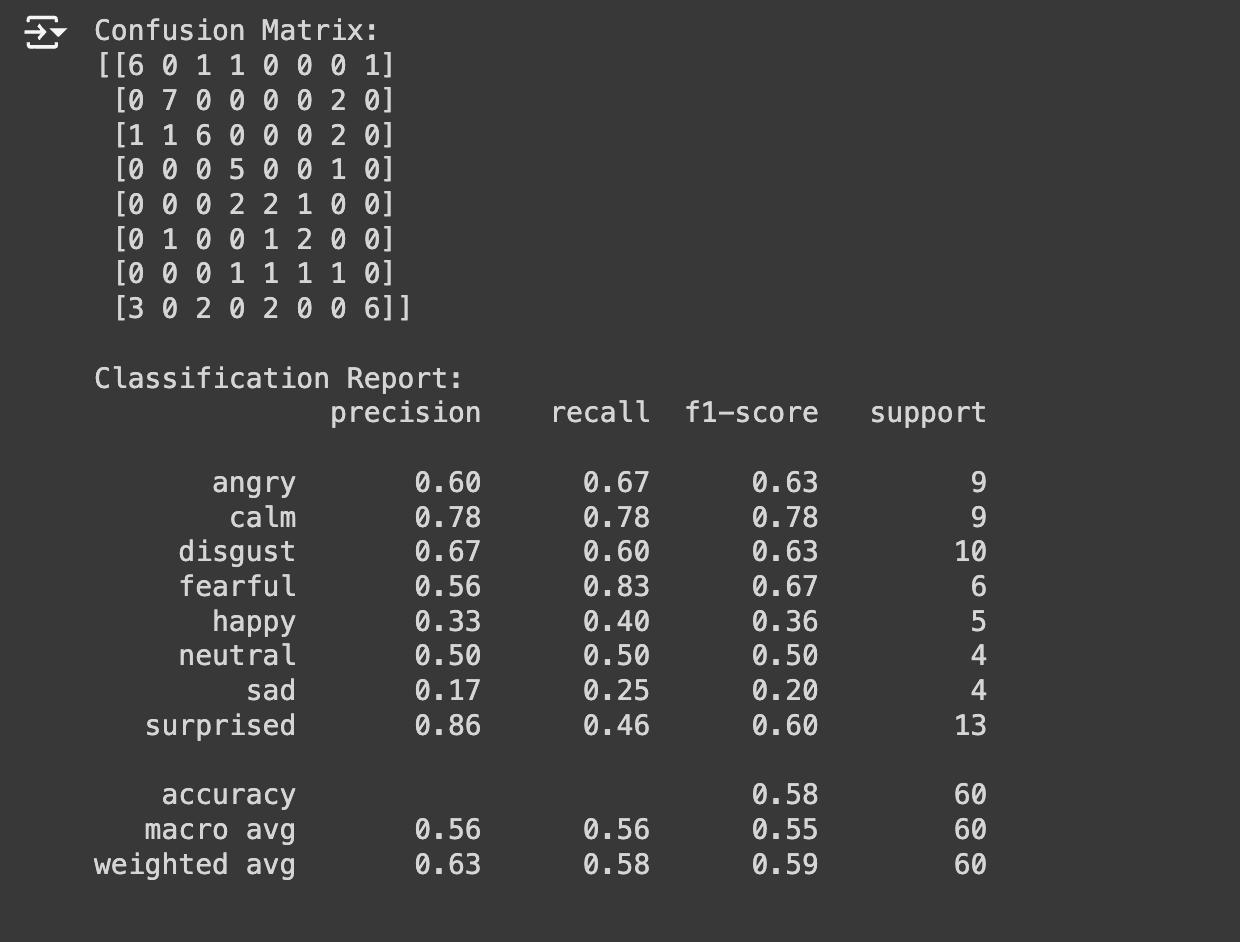 Confusion Matrix:
[[6 0 1 1 0 0 0 1]
 [0 7 0 0 0 0 2 0]
 [1 1 6 0 0 0 2 0]
 [0 0 0 5 0 0 1 0]
 [0 0 0 2 2 1 0 0]
 [0 1 0 0 1 2 0 0]
 [0 0 0 1 1 1 1 0]
 [3 0 2 0 2 0 0 6]]

Classification Report:
              precision    recall  f1-score   support

       angry       0.60      0.67      0.63         9
        calm       0.78      0.78      0.78         9
     disgust       0.67      0.60      0.63        10
     fearful       0.56      0.83      0.67         6
       happy       0.33      0.40      0.36         5
     neutral       0.50      0.50      0.50         4
         sad       0.17      0.25      0.20         4
   surprised       0.86      0.46      0.60        13

    accuracy                           0.58        60
   macro avg       0.56      0.56      0.55        60
weighted avg       0.63      0.58      0.59        60